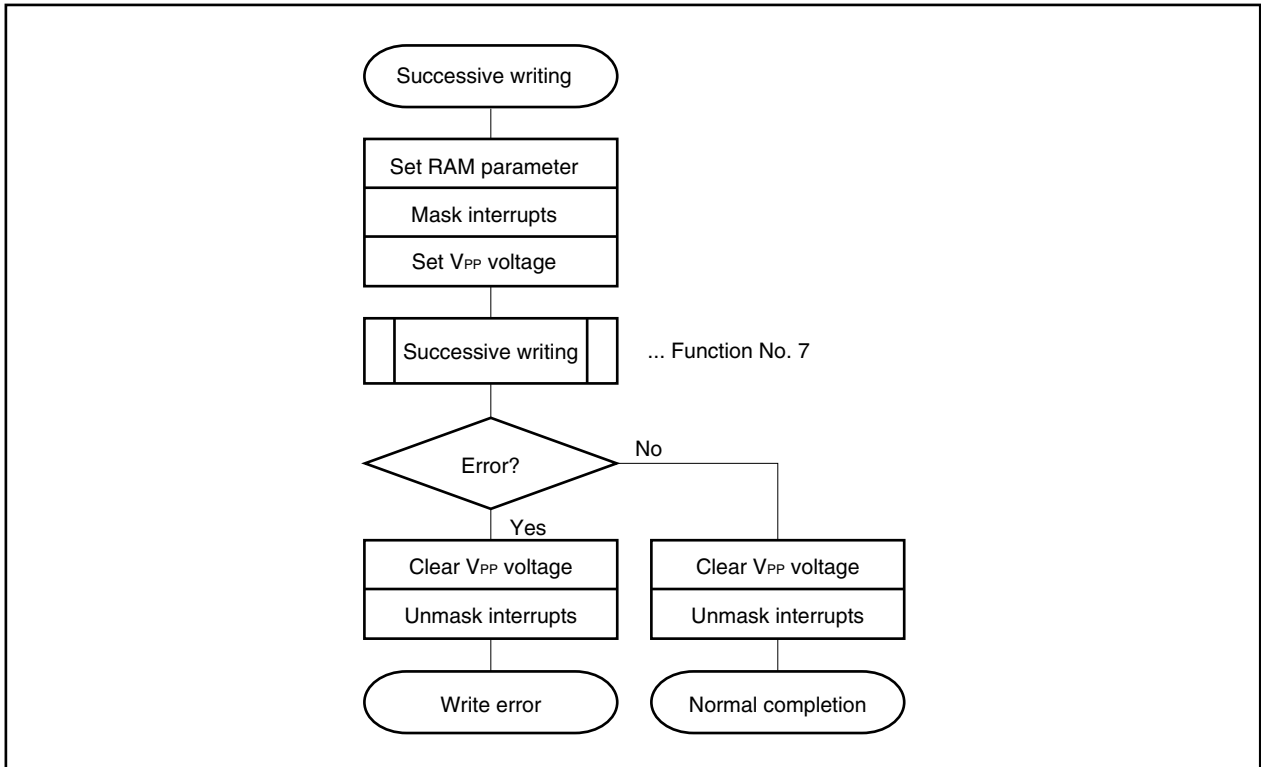 Successive writing
Set RAM parameter
Mask interrupts
Set VPP voltage
Successive writing ... Function No. 7
Error?
No
Yes
Clear VPP voltage Clear VPP voltage
Unmask interrupts Unmask interrupts
Write error Normal completion